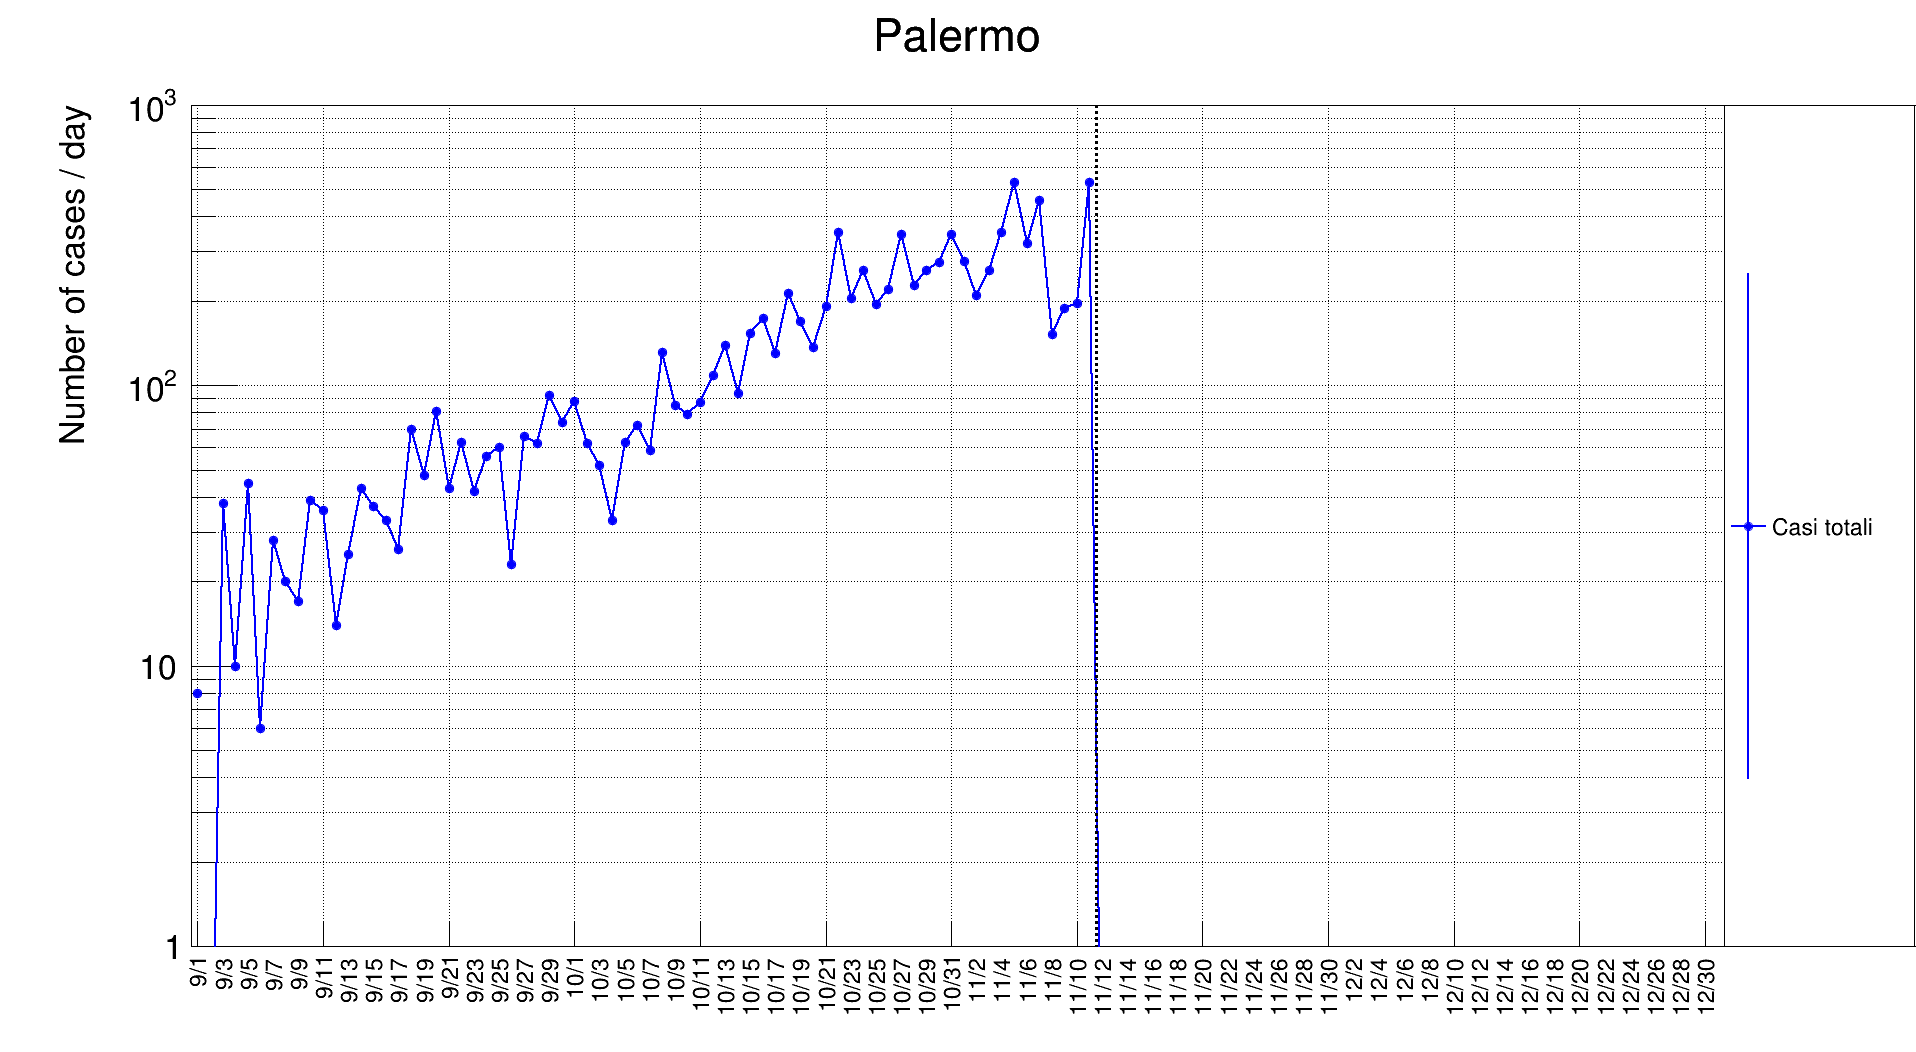 Palermo
Number of cases / day
10³
10²
10
1
9/1 9/3 9/5 9/7 9/9 9/11 9/13 9/15 9/17 9/19 9/21 9/23 9/25 9/27 9/29 10/1 10/3 10/5 10/7 10/9 10/11 10/13 10/15 10/17 10/19 10/21 10/23 10/25 10/27 10/29 10/31 11/2 11/4 11/6 11/8 11/10 11/12 11/14 11/16 11/18 11/20 11/22 11/24 11/26 11/28 11/30 12/2 12/4 12/6 12/8 12/10 12/12 12/14 12/16 12/18 12/20 12/22 12/24 12/26 12/28 12/30
Casi totali